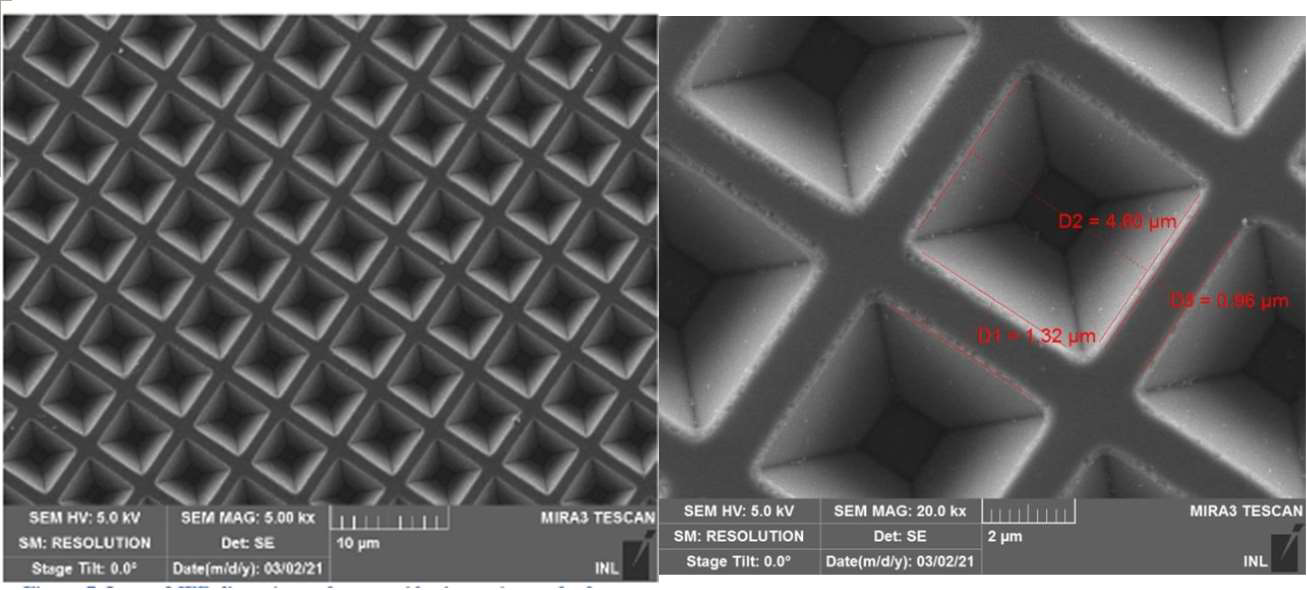 SEM HV: 5.0 kV
SEM MAG: 5.00 kx
MIRA3 TESCAN
SM: RESOLUTION
Det: SE
10 µm
Stage Tilt: 0.0°
Date(m/d/y): 03/02/21
INL
D2 = 4.60 µm
D3 = 0.96 µm
D1 = 1.32 µm
SEM HV: 5.0 kV
SEM MAG: 20.0 kx
MIRA3 TESCAN
SM: RESOLUTION
Det: SE
2 µm
Stage Tilt: 0.0°
Date(m/d/y): 03/02/21
INL